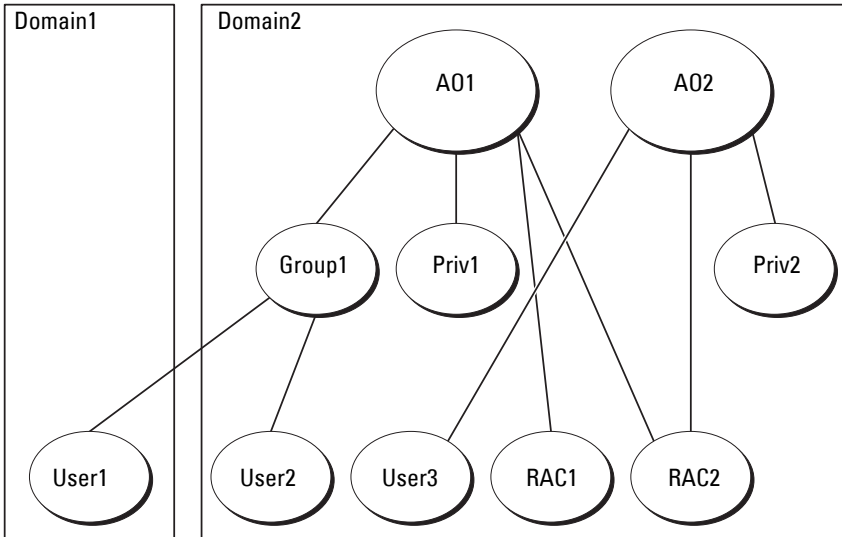 Domain1
Domain2
AO1
AO2
Group1
Priv1
Priv2
User1
User2
User3
RAC1
RAC2